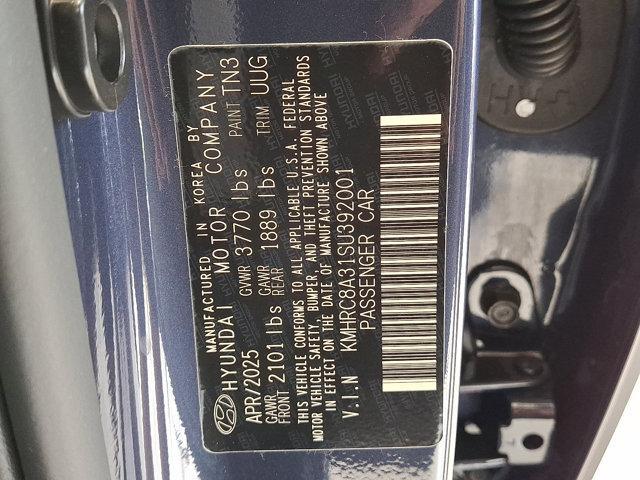 MANUFACTURED IN KOREA BY
HYUNDAI MOTOR COMPANY
APR/2025 GVWR 3770 lbs PAINT TN3
GAWR FRONT 2101 lbs GAWR REAR 1889 lbs TRIM UUG
THIS VEHICLE CONFORMS TO ALL APPLICABLE U.S.A. FEDERAL
MOTOR VEHICLE SAFETY, BUMPER, AND THEFT PREVENTION STANDARDS
IN EFFECT ON THE DATE OF MANUFACTURE SHOWN ABOVE
V.I.N KMHRC8A31SU392001
PASSENGER CAR